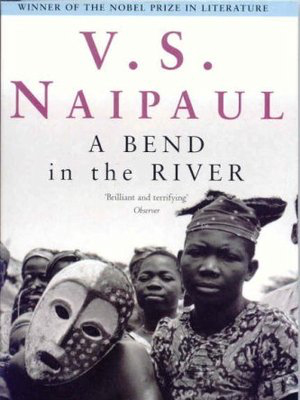 WINNER OF THE NOBEL PRIZE IN LITERATURE
V. S.
NAIPAUL
A BEND
in the RIVER
'Brilliant and terrifying'
Observer